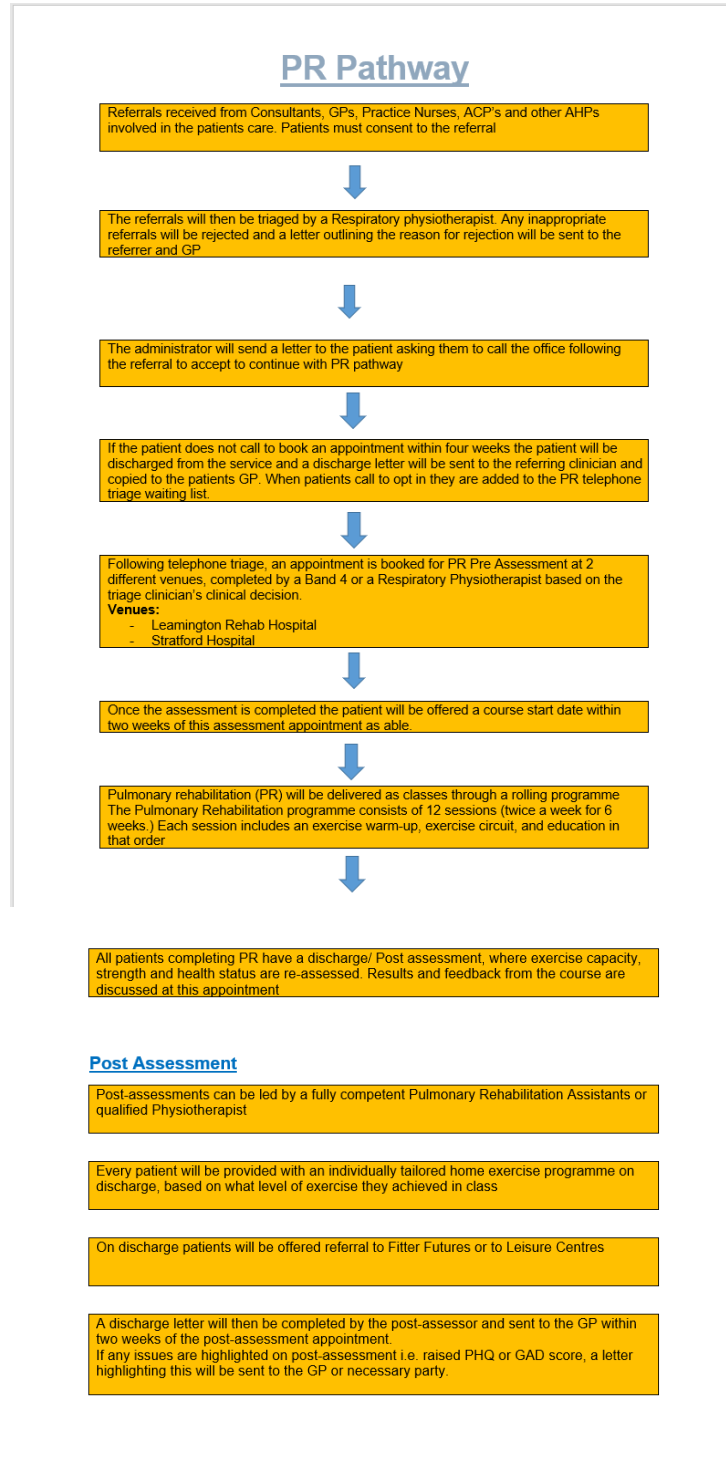 PR Pathway
Referrals received from Consultants, GPs, Practice Nurses, ACP's and other AHPs
involved in the patients care. Patients must consent to the referral
The referrals will then be triaged by a Respiratory physiotherapist. Any inappropriate
referrals will be rejected and a letter outlining the reason for rejection will be sent to the
referrer and GP
The administrator will send a letter to the patient asking them to call the office following
the referral to accept to continue with PR pathway
If the patient does not call to book an appointment within four weeks the patient will be
discharged from the service and a discharge letter will be sent to the referring clinician and
copied to the patients GP. When patients call to opt in they are added to the PR telephone
triage waiting list.
Following telephone triage, an appointment is booked for PR Pre Assessment at 2
different venues, completed by a Band 4 or a Respiratory Physiotherapist based on the
triage clinician's clinical decision.
Venues:
- Leamington Rehab Hospital
- Stratford Hospital
Once the assessment is completed the patient will be offered a course start date within
two weeks of this assessment appointment as able.
Pulmonary rehabilitation (PR) will be delivered as classes through a rolling programme
The Pulmonary Rehabilitation programme consists of 12 sessions (twice a week for 6
weeks.) Each session includes an exercise warm-up, exercise circuit, and education in
that order
All patients completing PR have a discharge/ Post assessment, where exercise capacity,
strength and health status are re-assessed. Results and feedback from the course are
discussed at this appointment
Post Assessment
Post-assessments can be led by a fully competent Pulmonary Rehabilitation Assistants or
qualified Physiotherapist
Every patient will be provided with an individually tailored home exercise programme on
discharge, based on what level of exercise they achieved in class
On discharge patients will be offered referral to Fitter Futures or to Leisure Centres
A discharge letter will then be completed by the post-assessor and sent to the GP within
two weeks of the post-assessment appointment.
If any issues are highlighted on post-assessment i.e. raised PHQ or GAD score, a letter
highlighting this will be sent to the GP or necessary party.